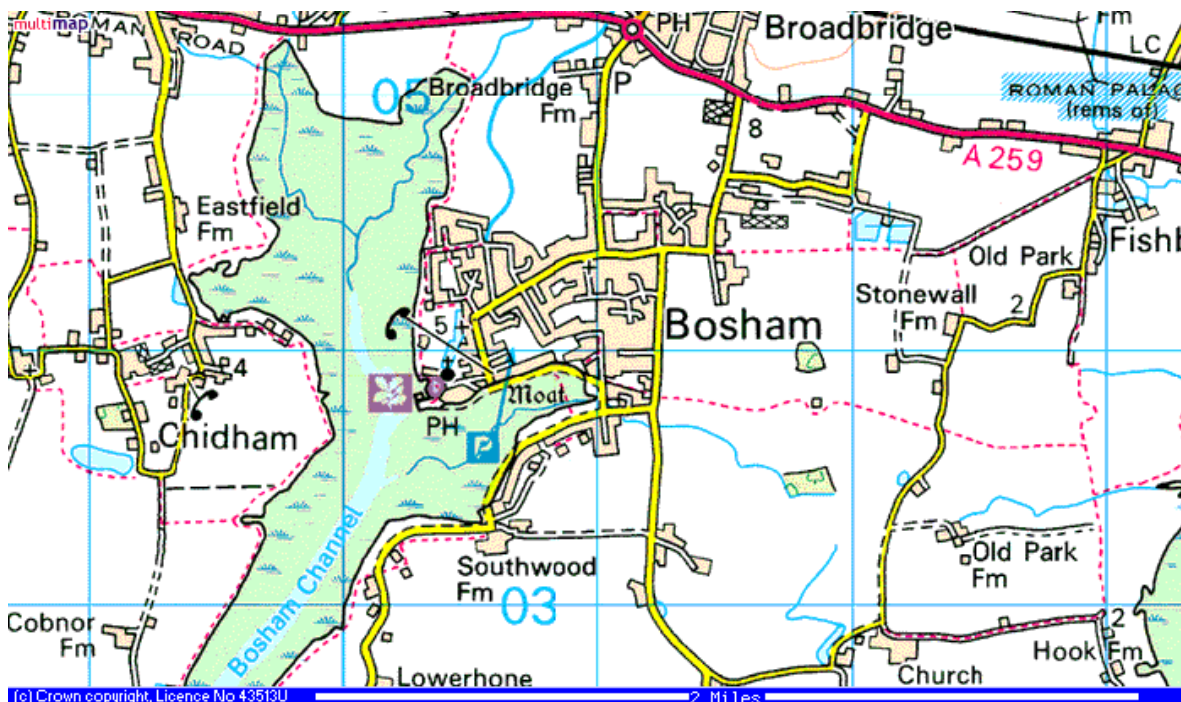 multimap
RMAN ROAD
PH
Broadbridge
Fm
LC
05
Broadbridge
Fm
P
8
ROMAN PALAC
(rems of)
A 259
Eastfield
Fm
Fishb
Old Park
Stonewall
Fm
2
5
Bosham
4
Moat
PH
P
Chidham
Bosham Channel
Southwood
Fm
Old Park
Fm
03
Cobnor
Fm
2
Hook Fm
Church
Lowerhone
(c) Crown copyright, Licence No 43513U
2 Miles